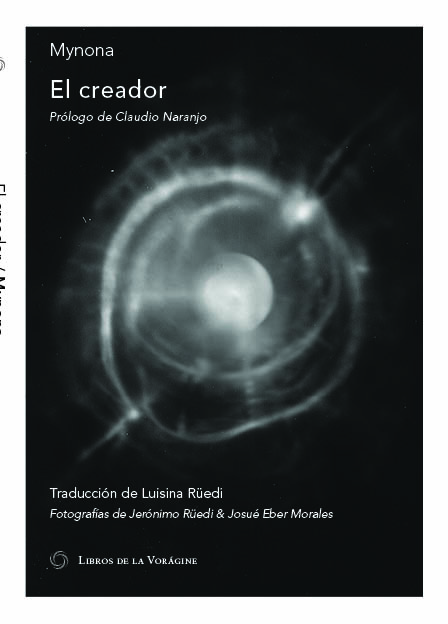 Mynona
El creador
Prólogo de Claudio Naranjo
Traducción de Luisina Rüedi
Fotografías de Jerónimo Rüedi & Josué Eber Morales
Libros de la Vorágine